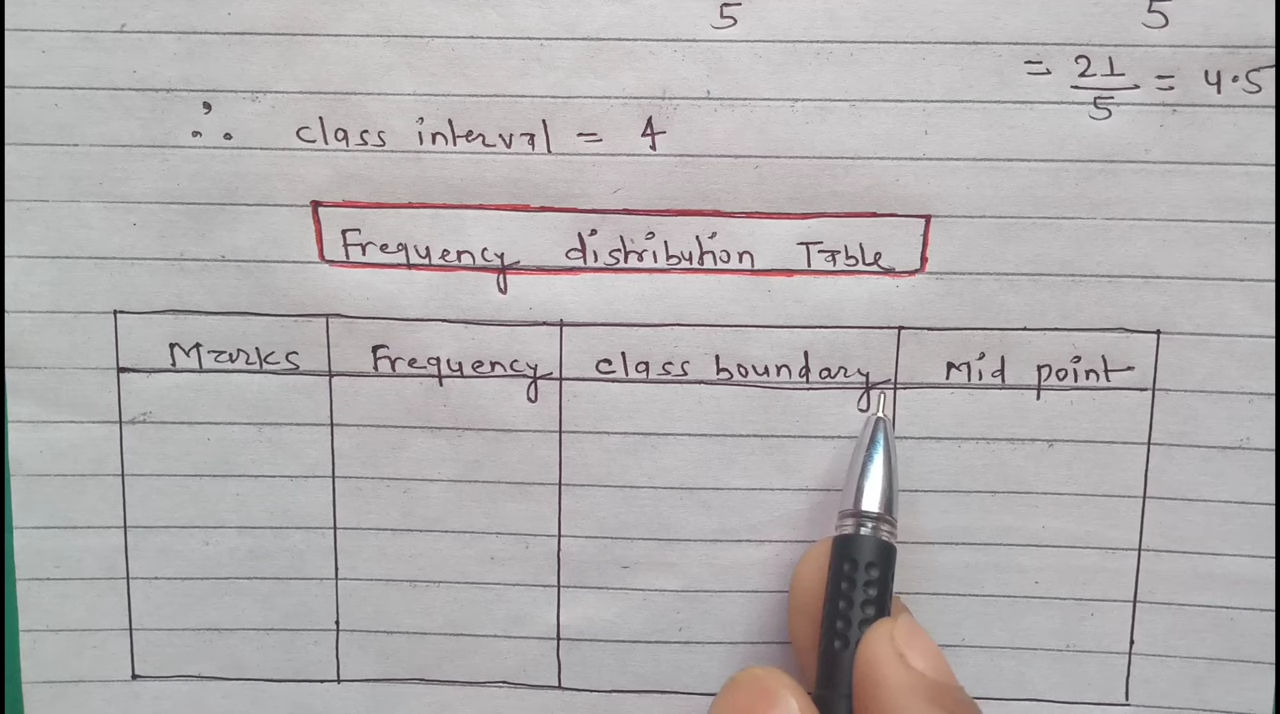 5 5
= 21/5 = 4.5
∴ class interval = 4
Frequency distribution Table
Marks Frequency class boundary Mid point